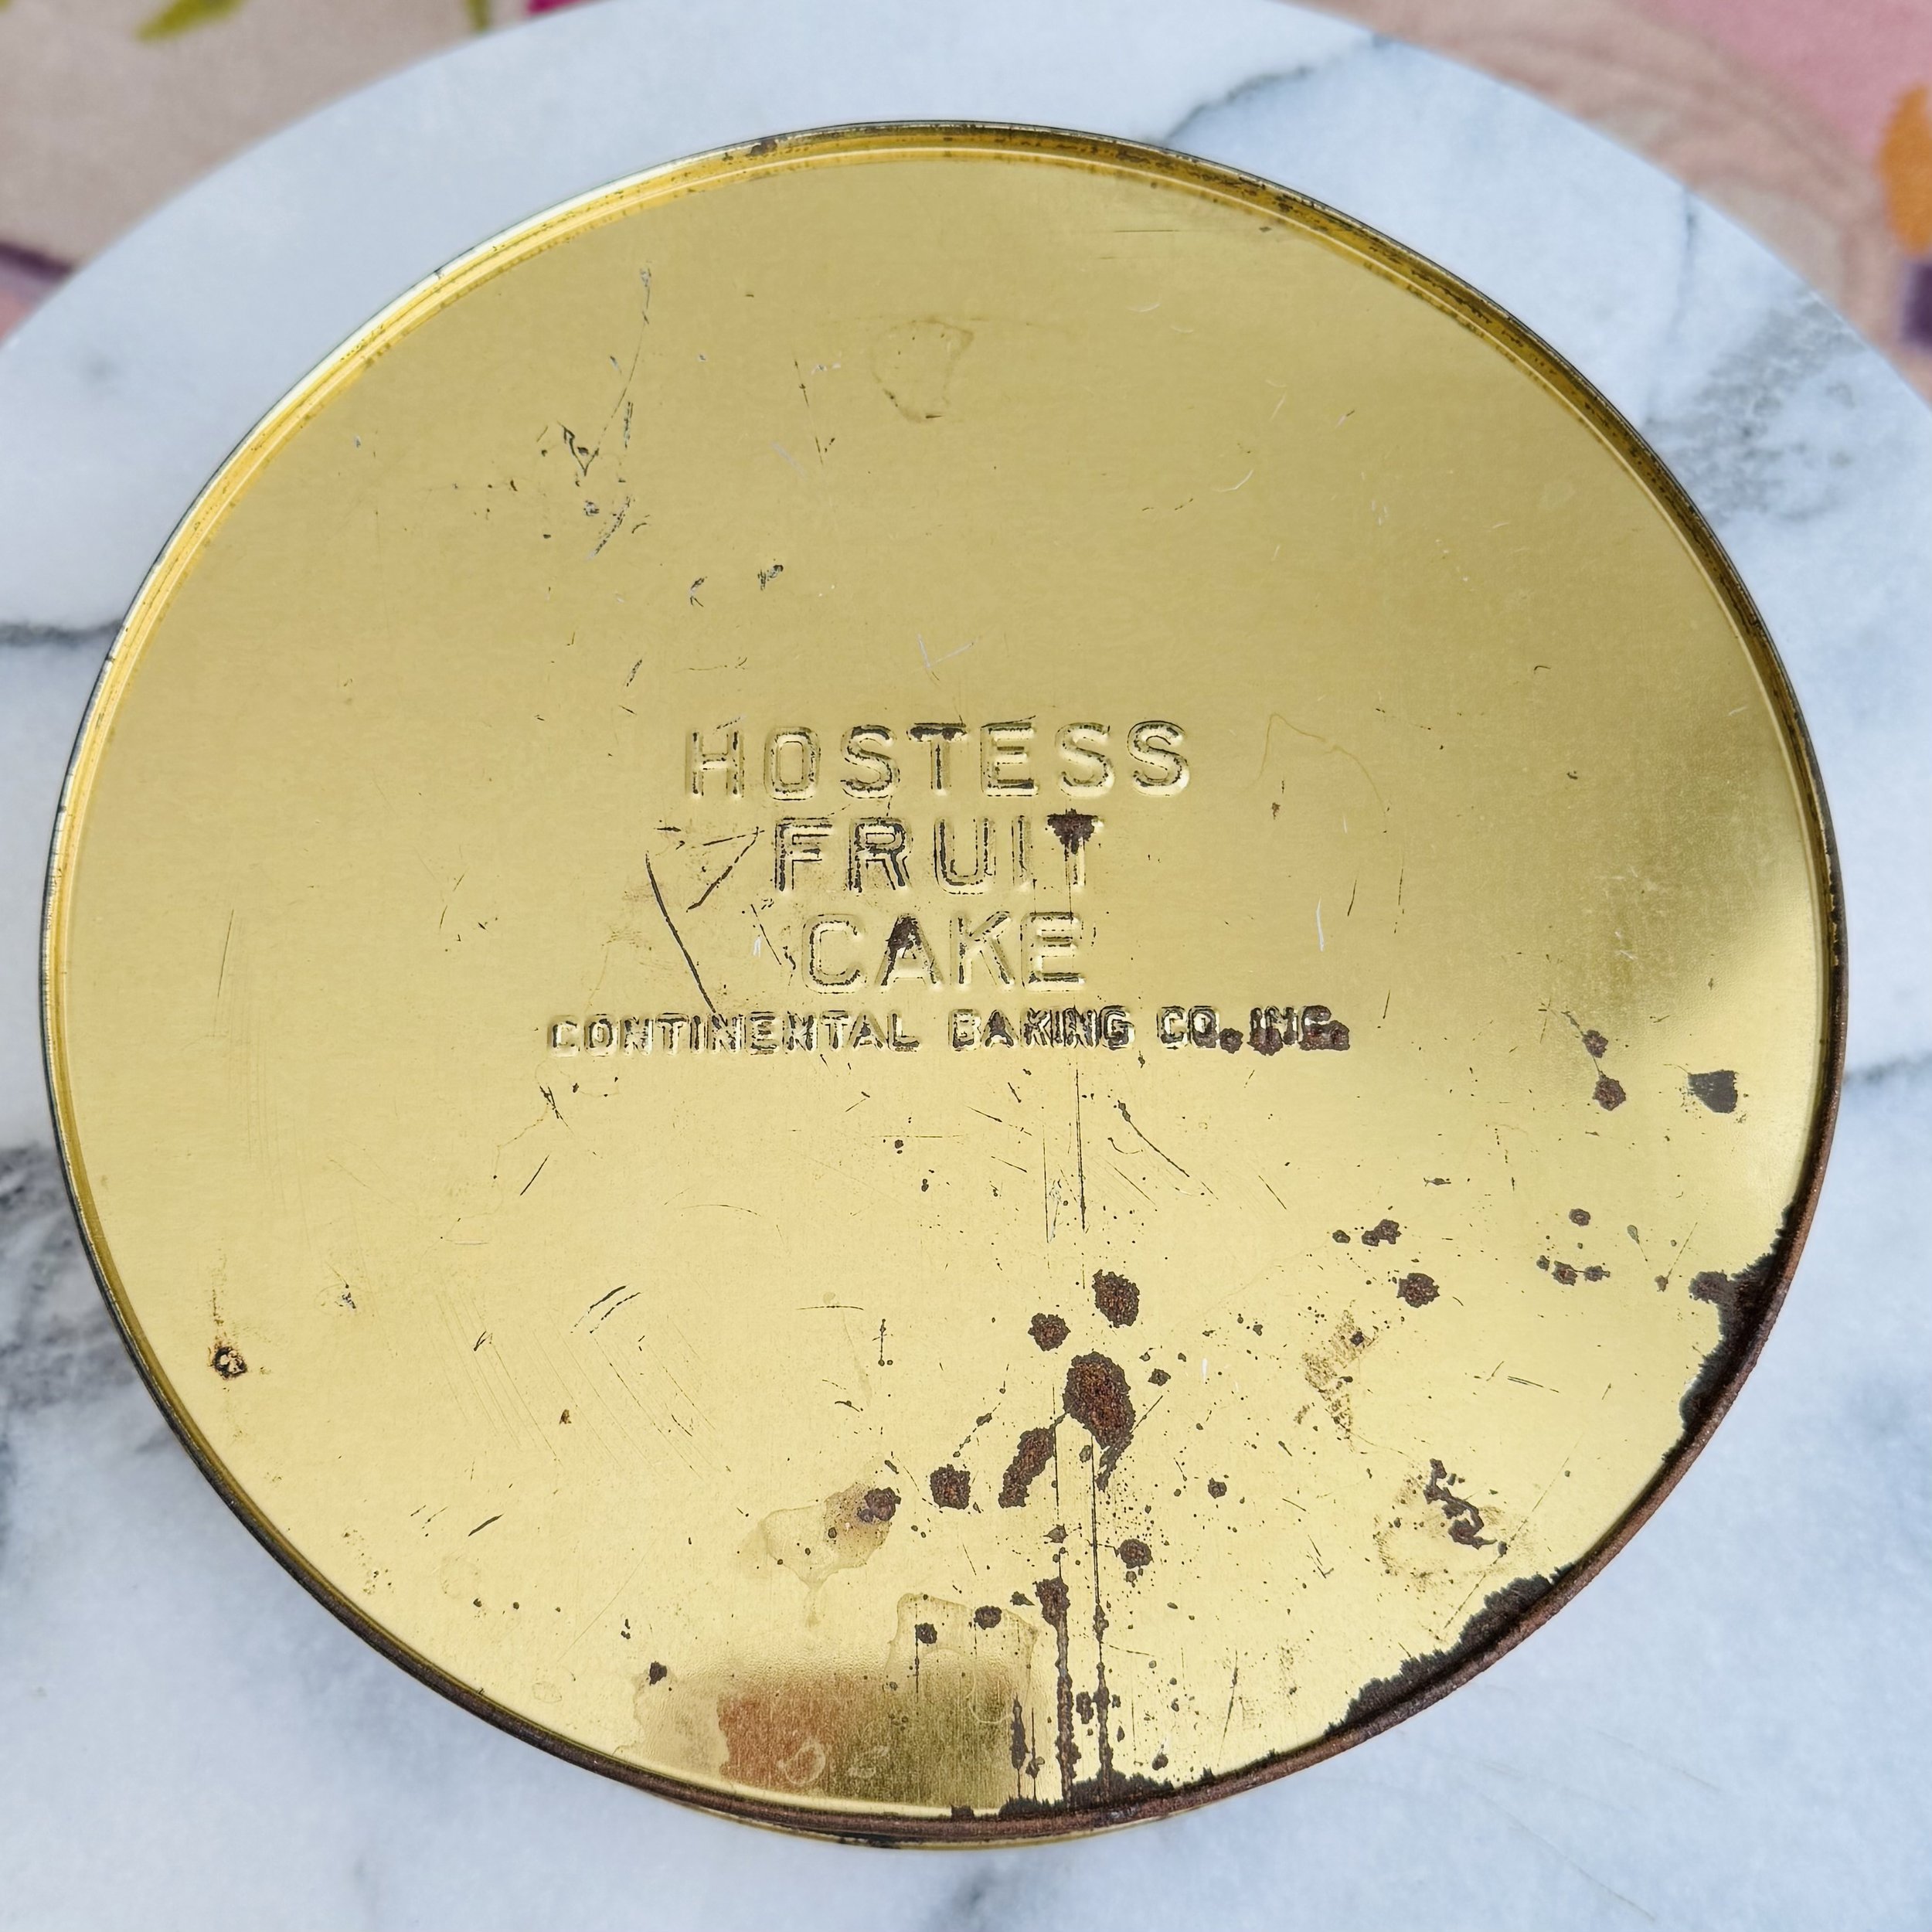 HOSTESS
FRUIT
CAKE
CONTINENTAL BAKING CO. INC.